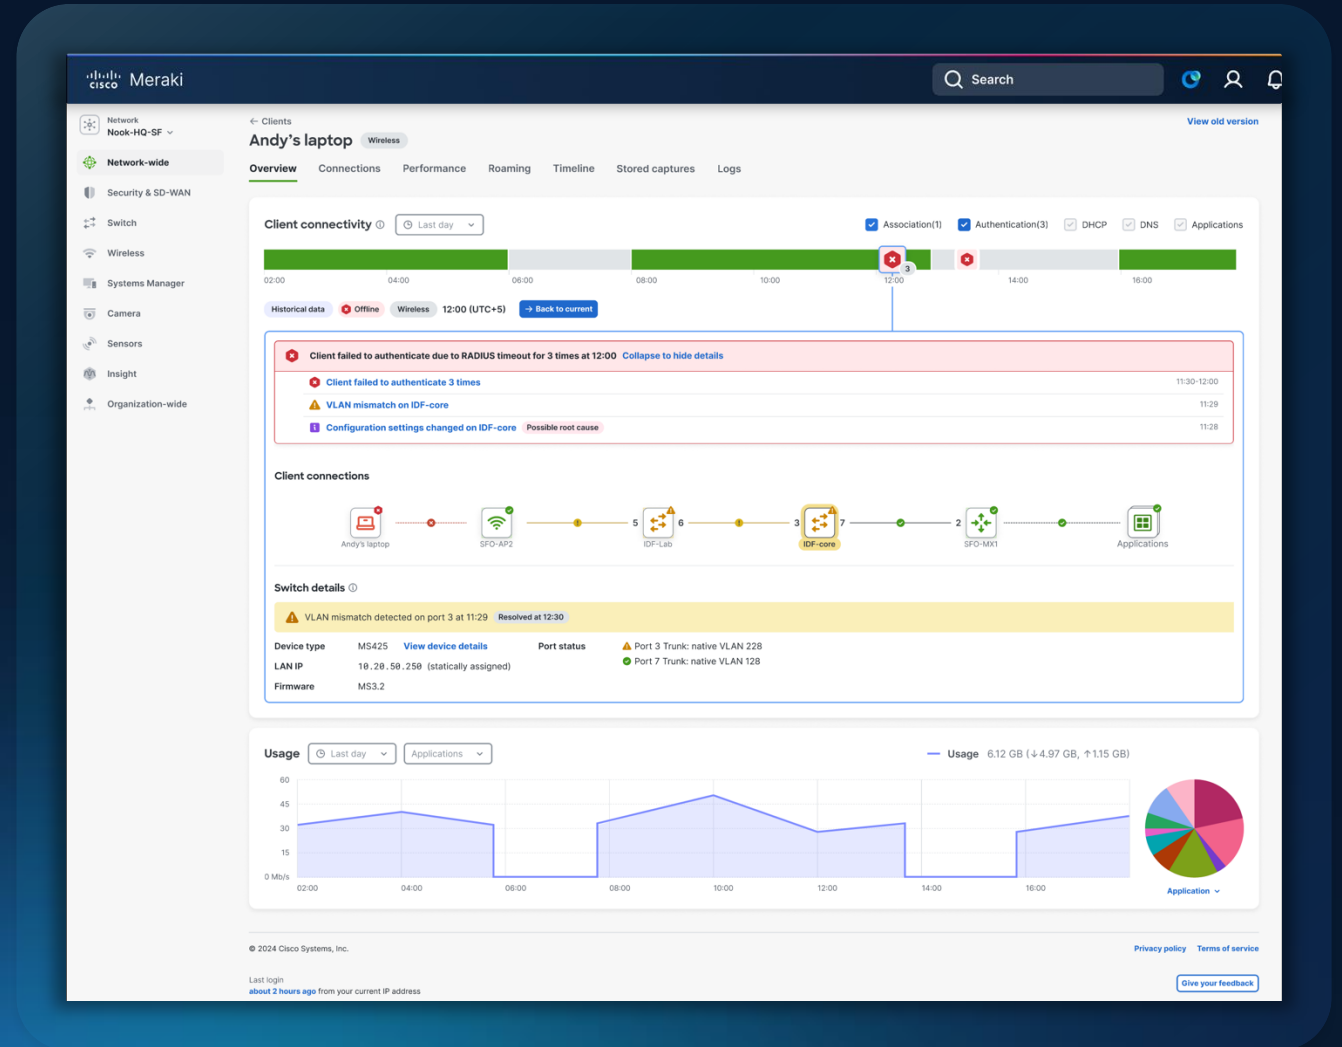 cisco Meraki
Search
Network
Nook-HQ-SF
Network-wide
Security & SD-WAN
Switch
Wireless
Systems Manager
Camera
Sensors
Insight
Organization-wide
← Clients
View old version
Andy's laptop Wireless
Overview Connections Performance Roaming Timeline Stored captures Logs
Client connectivity Last day Association(1) Authentication(3) DHCP DNS Applications
3
02:00 04:00 06:00 08:00 10:00 12:00 14:00 16:00
Historical data Offline Wireless 12:00 (UTC+5) → Back to current
Client failed to authenticate due to RADIUS timeout for 3 times at 12:00 Collapse to hide details
Client failed to authenticate 3 times 11:30-12:00
VLAN mismatch on IDF-core 11:29
Configuration settings changed on IDF-core Possible root cause 11:28
Client connections
5 6 3 7 2
Andy's laptop SFO-AP2 IDF-Lab IDF-core SFO-MX1 Applications
Switch details
VLAN mismatch detected on port 3 at 11:29 Resolved at 12:30
Device type MS425 View device details Port status Port 3 Trunk: native VLAN 228
Port 7 Trunk: native VLAN 128
LAN IP 10.20.50.250 (statically assigned)
Firmware MS3.2
Usage Last day Applications Usage 6.12 GB (↓4.97 GB, ↑1.15 GB)
60
45
30
15
0 Mb/s
02:00 04:00 06:00 08:00 10:00 12:00 14:00 16:00
Application
© 2024 Cisco Systems, Inc.
Privacy policy Terms of service
Last login
about 2 hours ago from your current IP address
Give your feedback